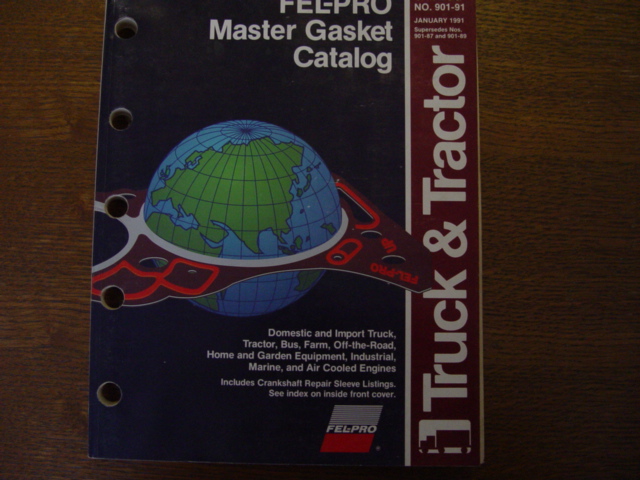 FEL-PRO
Master Gasket
Catalog
NO. 901-91
JANUARY 1991
Supersedes Nos.
901-87 and 901-89
Truck & Tractor
UP
FEL-PRO
Domestic and Import Truck,
Tractor, Bus, Farm, Off-the-Road,
Home and Garden Equipment, Industrial,
Marine, and Air Cooled Engines
Includes Crankshaft Repair Sleeve Listings.
See index on inside front cover.
FEL-PRO
®